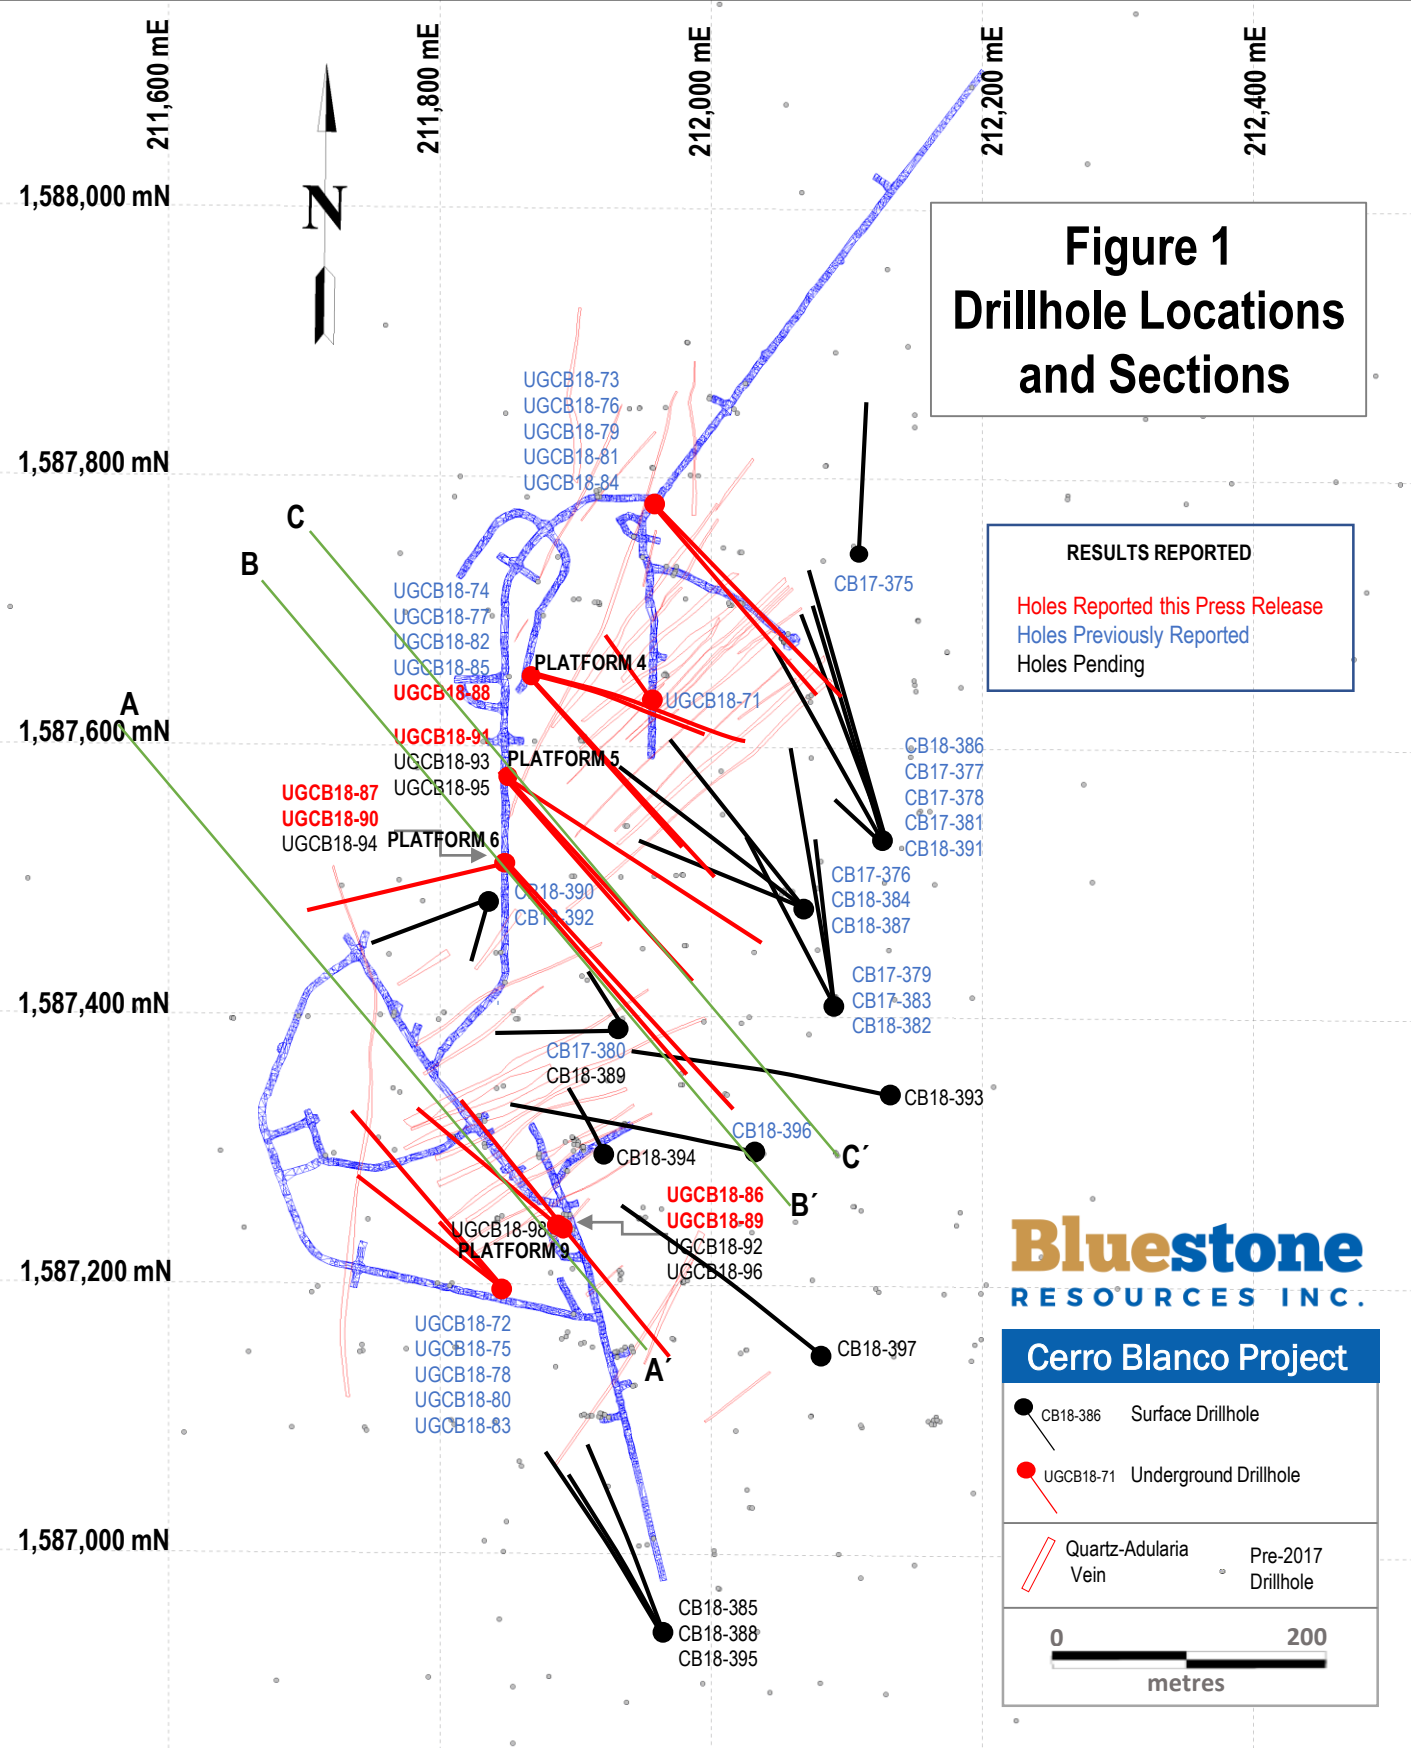 211,600 mE
211,800 mE
212,000 mE
212,200 mE
212,400 mE
1,588,000 mN
N
Figure 1
Drillhole Locations
and Sections
UGCB18-73
UGCB18-76
UGCB18-79
UGCB18-81
UGCB18-84
1,587,800 mN
C
B
RESULTS REPORTED
Holes Reported this Press Release
Holes Previously Reported
Holes Pending
CB17-375
UGCB18-74
UGCB18-77
UGCB18-82
UGCB18-85
UGCB18-88
PLATFORM 4
UGCB18-71
A
1,587,600 mN
UGCB18-91
UGCB18-93
UGCB18-95
PLATFORM 5
CB18-386
CB17-377
CB17-378
CB17-381
CB18-391
UGCB18-87
UGCB18-90
UGCB18-94
PLATFORM 6
CB17-376
CB18-384
CB18-387
CB18-390
CB18-392
CB17-379
CB17-383
CB18-382
1,587,400 mN
CB17-380
CB18-389
CB18-393
CB18-396
CB18-394
C´
B´
UGCB18-86
UGCB18-89
UGCB18-92
UGCB18-96
UGCB18-98
PLATFORM 9
1,587,200 mN
UGCB18-72
UGCB18-75
UGCB18-78
UGCB18-80
UGCB18-83
A´
CB18-397
Bluestone
RESOURCES INC.
Cerro Blanco Project
CB18-386 Surface Drillhole
UGCB18-71 Underground Drillhole
Quartz-Adularia
Vein
Pre-2017
Drillhole
0 200
metres
1,587,000 mN
CB18-385
CB18-388
CB18-395